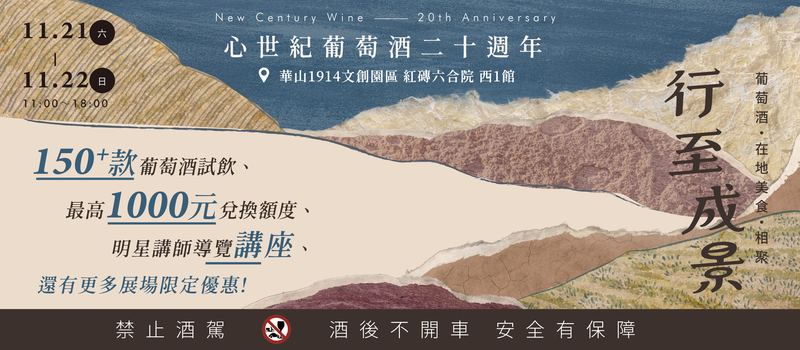 New Century Wine —— 20th Anniversary
心世紀葡萄酒二十週年
華山1914文創園區 紅磚六合院 西1館
11.21 六
|
11.22 日
11:00~18:00
150+款葡萄酒試飲、
最高1000元兌換額度、
明星講師導覽講座、
還有更多展場限定優惠!
行至成景
葡萄酒・在地美食・相聚
禁止酒駕 酒後不開車 安全有保障